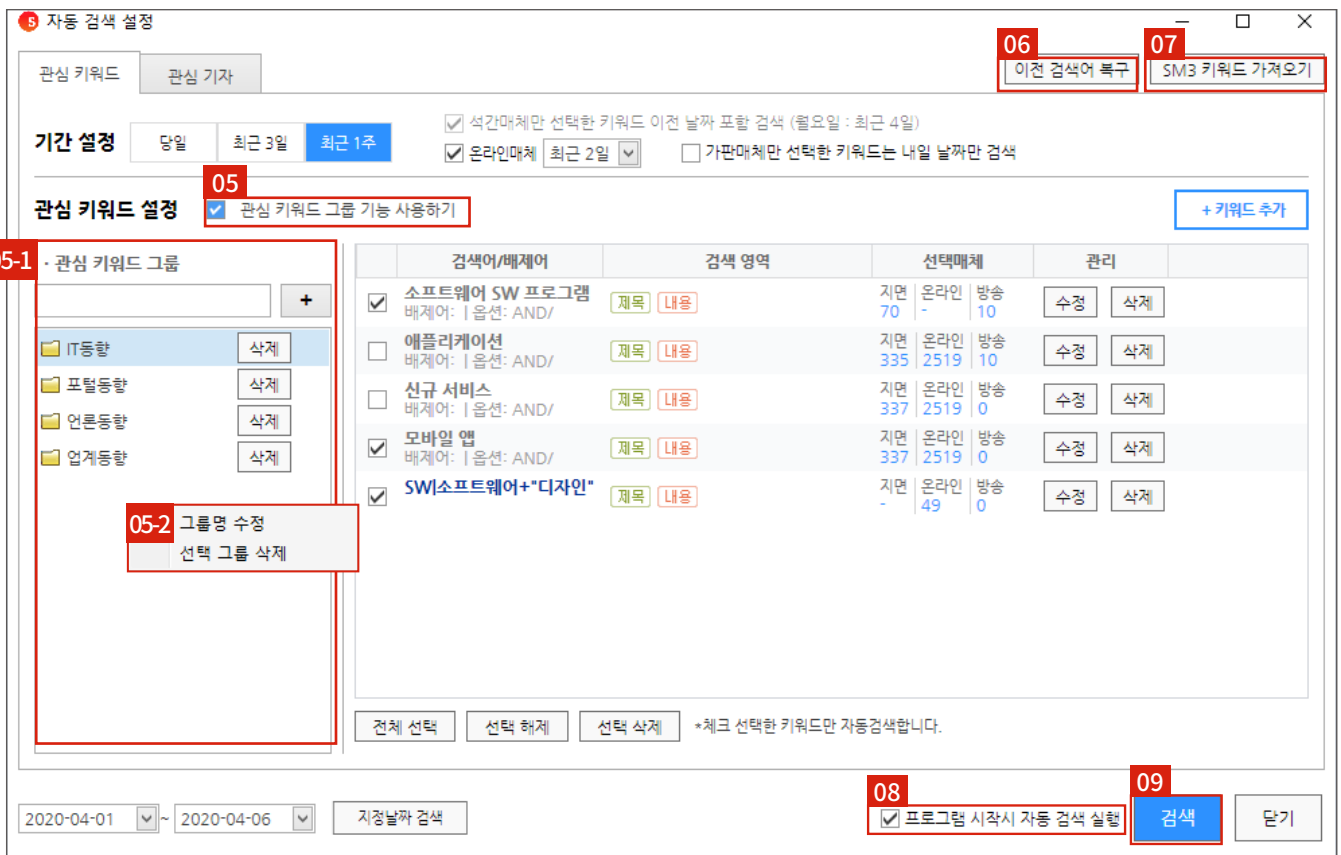 5 자동 검색 설정
06 07
관심 키워드 관심 기자 이전 검색어 복구 SM3 키워드 가져오기
석간매체만 선택한 키워드 이전 날짜 포함 검색 (월요일 : 최근 4일)
기간 설정 당일 최근 3일 최근 1주
온라인매체 최근 2일 가판매체만 선택한 키워드는 내일 날짜만 검색
05
관심 키워드 설정 관심 키워드 그룹 기능 사용하기 + 키워드 추가
05-1 · 관심 키워드 그룹
+
IT동향 삭제
포털동향 삭제
언론동향 삭제
업계동향 삭제
05-2 그룹명 수정
선택 그룹 삭제
검색어/배제어 검색 영역 선택매체 관리
소프트웨어 SW 프로그램 제목 내용 지면 온라인 방송 수정 삭제
배제어: | 옵션: AND/ 70 - 10
애플리케이션 제목 내용 지면 온라인 방송 수정 삭제
배제어: | 옵션: AND/ 335 2519 10
신규 서비스 제목 내용 지면 온라인 방송 수정 삭제
배제어: | 옵션: AND/ 337 2519 0
모바일 앱 제목 내용 지면 온라인 방송 수정 삭제
배제어: | 옵션: AND/ 337 2519 0
SW|소프트웨어+"디자인" 제목 내용 지면 온라인 방송 수정 삭제
- 49 0
전체 선택 선택 해제 선택 삭제 *체크 선택한 키워드만 자동검색합니다.
08 09
2020-04-01 ~ 2020-04-06 지정날짜 검색 프로그램 시작시 자동 검색 실행 검색 닫기